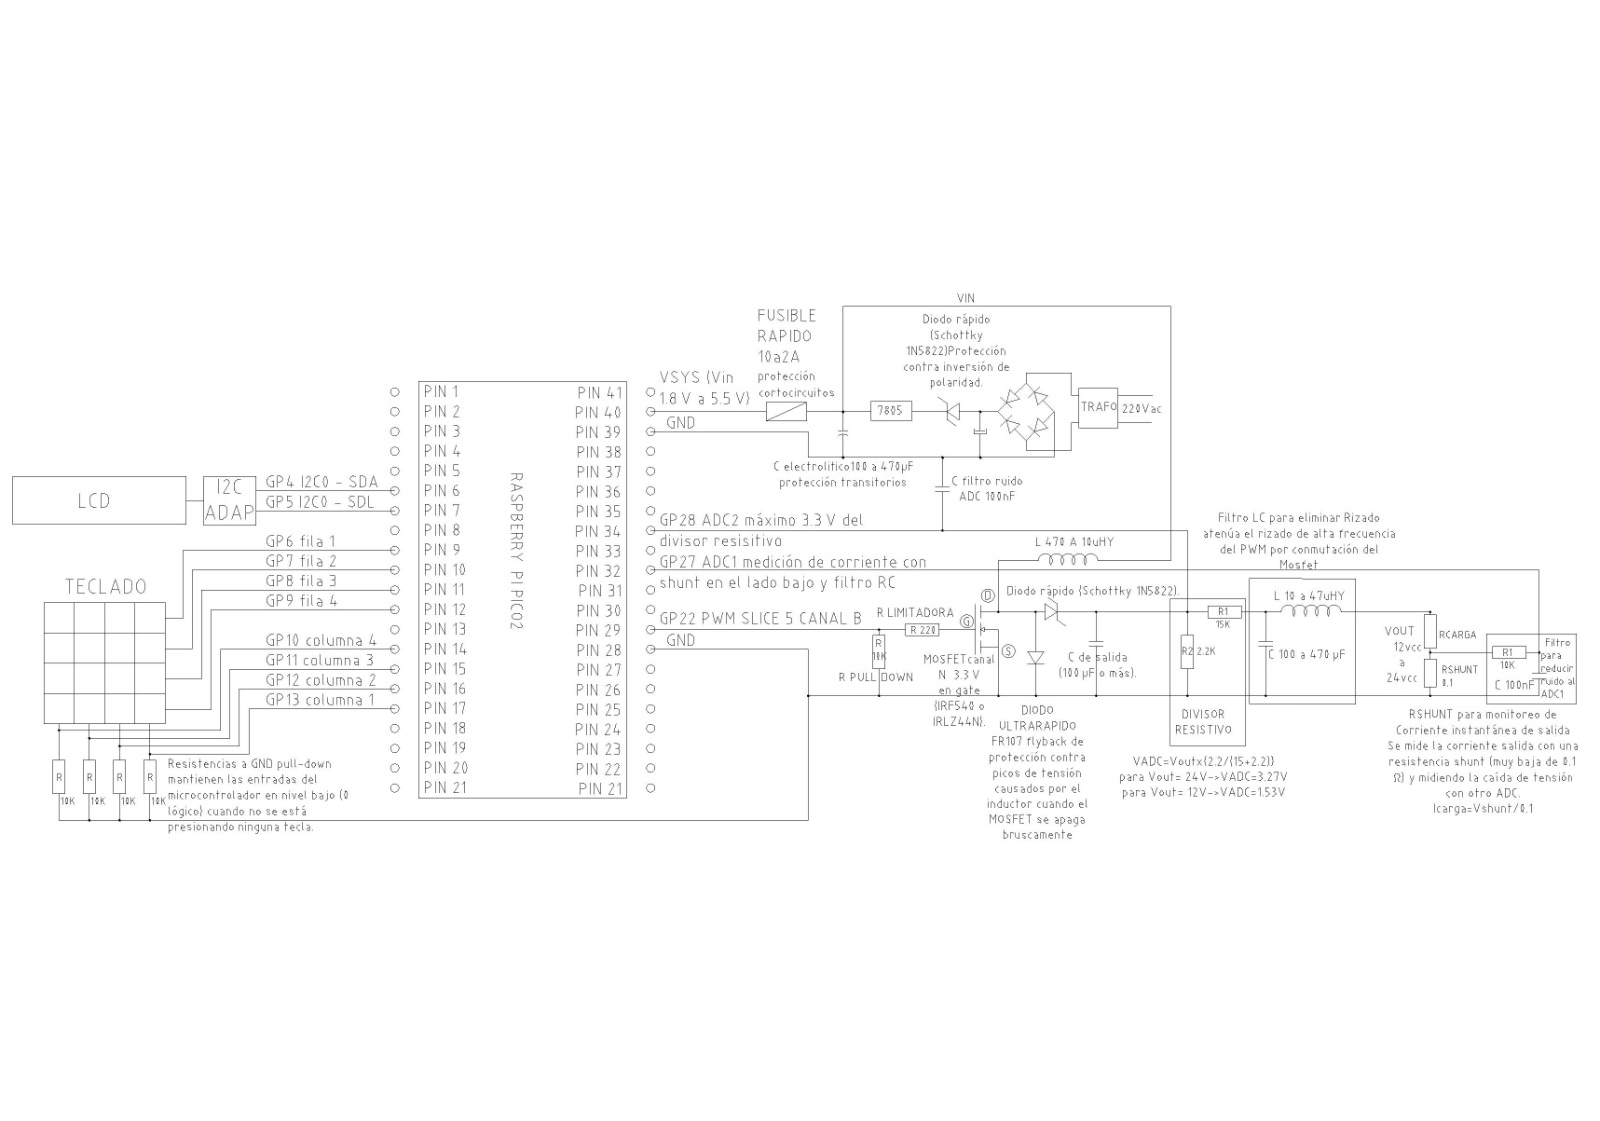 VIN
FUSIBLE
RAPIDO
10a2A
protección
cortocircuitos
Diodo rápido
(Schottky
1N5822)Protección
contra inversión de
polaridad.
7805
TRAFO
220Vac
VSYS (Vin
1.8 V a 5.5 V)
GND
C electrolitico100 a 470µF
protección transitorios
C filtro ruido
ADC 100nF
PIN 1
PIN 2
PIN 3
PIN 4
PIN 5
PIN 6
PIN 7
PIN 8
PIN 9
PIN 10
PIN 11
PIN 12
PIN 13
PIN 14
PIN 15
PIN 16
PIN 17
PIN 18
PIN 19
PIN 20
PIN 21
RASPBERRY PI PICO2
PIN 41
PIN 40
PIN 39
PIN 38
PIN 37
PIN 36
PIN 35
PIN 34
PIN 33
PIN 32
PIN 31
PIN 30
PIN 29
PIN 28
PIN 27
PIN 26
PIN 25
PIN 24
PIN 23
PIN 22
PIN 21
LCD
I2C
ADAP
GP4 I2C0 - SDA
GP5 I2C0 - SDL
TECLADO
GP6 fila 1
GP7 fila 2
GP8 fila 3
GP9 fila 4
GP10 columna 4
GP11 columna 3
GP12 columna 2
GP13 columna 1
R
10K
R
10K
R
10K
R
10K
Resistencias a GND pull-down
mantienen las entradas del
microcontrolador en nivel bajo (0
lógico) cuando no se está
presionando ninguna tecla.
GP28 ADC2 máximo 3.3 V del
divisor resisitivo
GP27 ADC1 medición de corriente con
shunt en el lado bajo y filtro RC
GP22 PWM SLICE 5 CANAL B
GND
R LIMITADORA
R 220
R
10K
R PULL DOWN
D
G
S
MOSFETcanal
N 3.3 V
en gate
(IRF540 o
IRLZ44N).
L 470 A 10uHY
Diodo rápido (Schottky 1N5822).
DIODO
ULTRARAPIDO
FR107 flyback de
protección contra
picos de tensión
causados por el
inductor cuando el
MOSFET se apaga
bruscamente
C de salida
(100 µF o más).
R1
15K
R2 2.2K
DIVISOR
RESISTIVO
VADC=Voutx(2.2/(15+2.2))
para Vout= 24V->VADC=3.27V
para Vout= 12V->VADC=1.53V
Filtro LC para eliminar Rizado
atenúa el rizado de alta frecuencia
del PWM por conmutación del
Mosfet
L 10 a 47uHY
C 100 a 470 µF
VOUT
12vcc
a
24vcc
RCARGA
RSHUNT
0.1
R1
10K
C 100nF
Filtro
para
reducir
ruido al
ADC1
RSHUNT para monitoreo de
Corriente instantánea de salida
Se mide la corriente salida con una
resistencia shunt (muy baja de 0.1
Ω) y midiendo la caída de tensión
con otro ADC.
Icarga=Vshunt/0.1